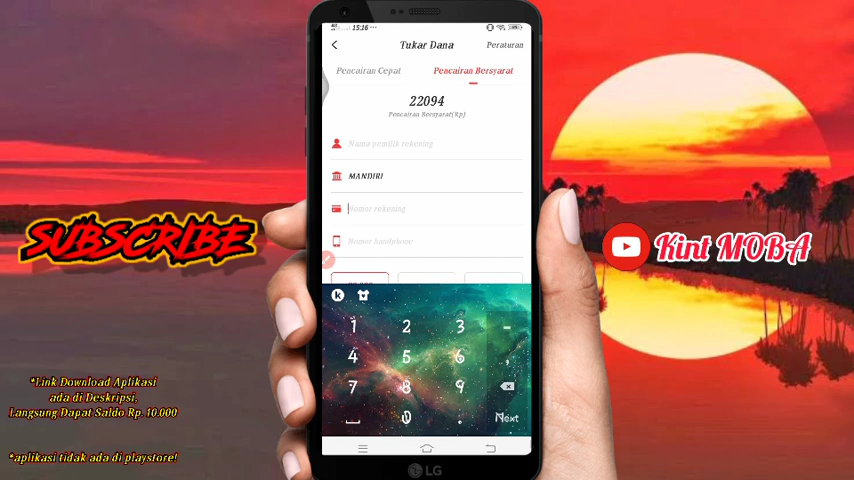 15:16
Tukar Dana
Peraturan
Pencairan Cepat
Pencairan Bersyarat
22094
Pencairan Bersyarat(Rp)
Nama pemilik rekening
MANDIRI
Nomor rekening
Nomor handphone
SUBSCRIBE
Kint MOBA
*Link Download Aplikasi
ada di Deskripsi,
Langsung Dapat Saldo Rp. 10.000
*aplikasi tidak ada di playstore!
k
1 2 3 -
4 5 6 ,
7 8 9
0 . Next
LG